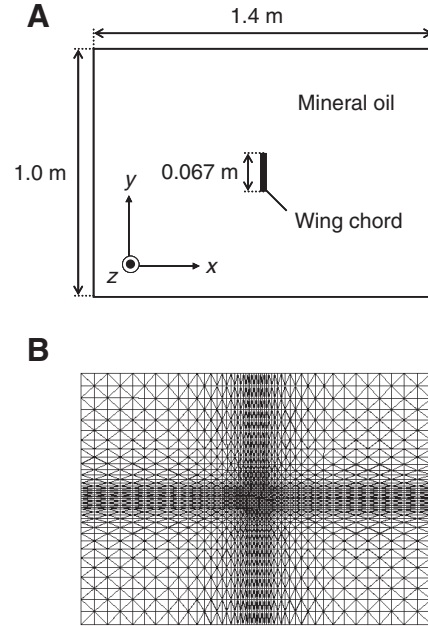 A
1.4 m
Mineral oil
1.0 m
0.067 m
y
Wing chord
z
x
B